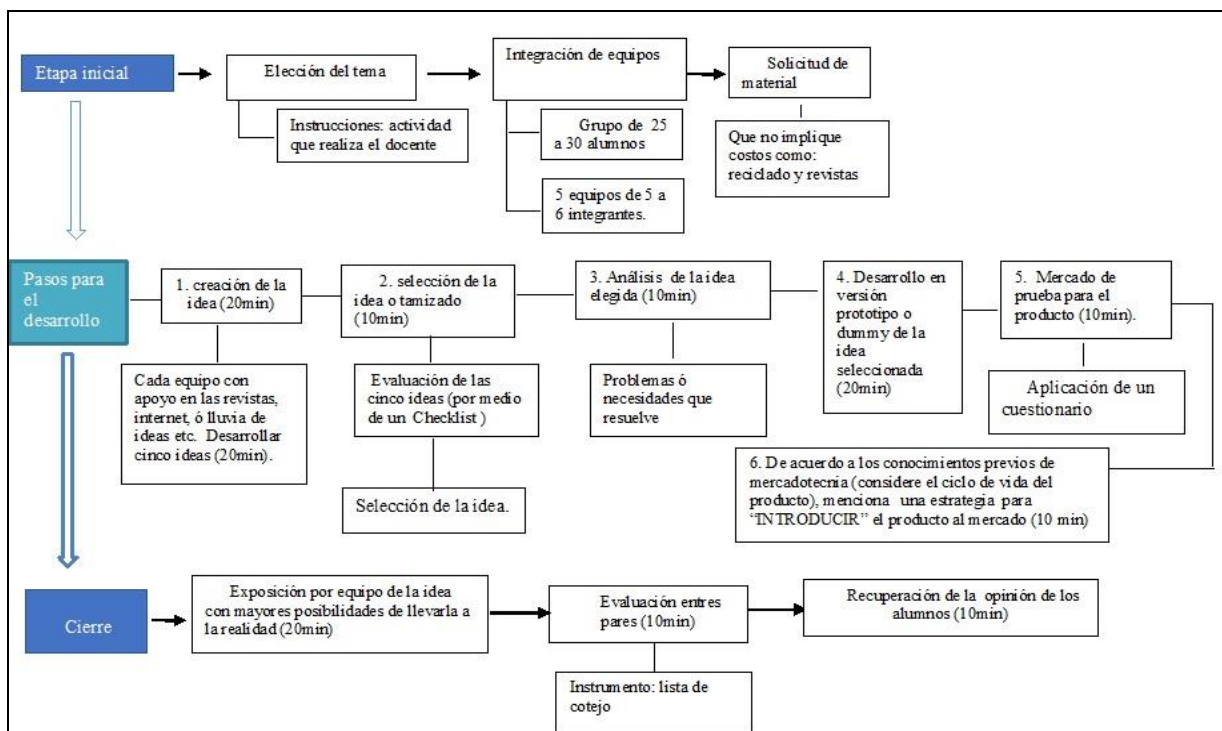 Etapa inicial
Elección del tema
Instrucciones: actividad
que realiza el docente
Integración de equipos
Grupo de 25
a 30 alumnos
5 equipos de 5 a
6 integrantes.
Solicitud de
material
Que no implique
costos como:
reciclado y revistas
Pasos para
el
desarrollo
1. creación de la
idea (20min)
Cada equipo con
apoyo en las revistas,
internet, ó lluvia de
ideas etc. Desarrollar
cinco ideas (20min).
2. selección de la
idea o tamizado
(10min)
Evaluación de las
cinco ideas (por medio
de un Checklist )
Selección de la idea.
3. Análisis de la idea
elegida (10min)
Problemas ó
necesidades que
resuelve
4. Desarrollo en
versión
prototipo o
dummy de la
idea
seleccionada
(20min)
5. Mercado de
prueba para el
producto (10min).
Aplicación de un
cuestionario
6. De acuerdo a los conocimientos previos de
mercadotecnia (considere el ciclo de vida del
producto), menciona una estrategia para
“INTRODUCIR” el producto al mercado (10 min)
Cierre
Exposición por equipo de la idea
con mayores posibilidades de llevarla a
la realidad (20min)
Evaluación entres
pares (10min)
Instrumento: lista de
cotejo
Recuperación de la opinión de los
alumnos (10min)